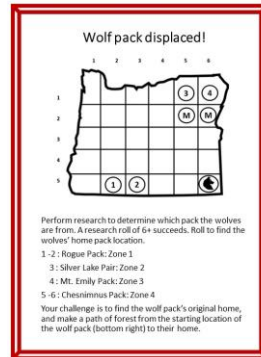 Wolf pack displaced!
1 2 3 4 5 6
1 3 4
2 M M
3
4
5 1 2
Perform research to determine which pack the wolves
are from. A research roll of 6+ succeeds. Roll to find the
wolves' home pack location.
1 -2 : Rogue Pack: Zone 1
3 : Silver Lake Pair: Zone 2
4 : Mt. Emily Pack: Zone 3
5 -6 : Chesnimnus Pack: Zone 4
Your challenge is to find the wolf pack's original home,
and make a path of forest from the starting location of
the wolf pack (bottom right) to their home.